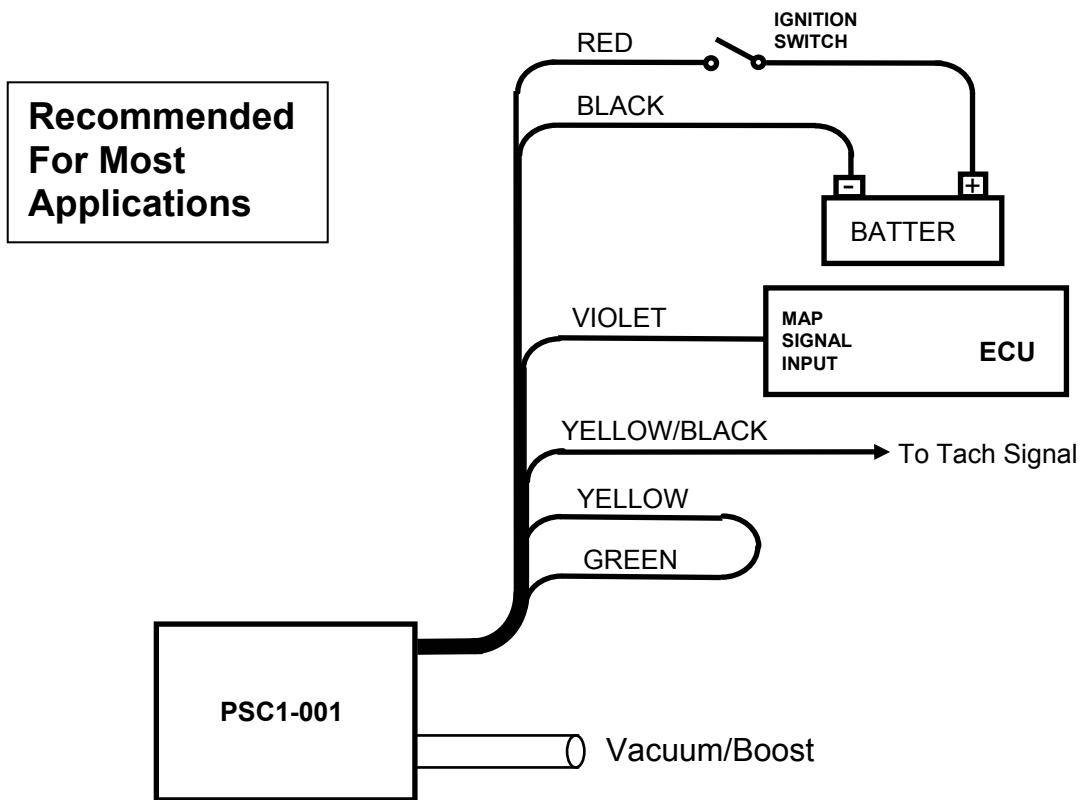 IGNITION
SWITCH
RED
Recommended
For Most
Applications
BLACK
-
+
BATTER
VIOLET
MAP
SIGNAL
INPUT
ECU
YELLOW/BLACK
To Tach Signal
YELLOW
GREEN
PSC1-001
Vacuum/Boost